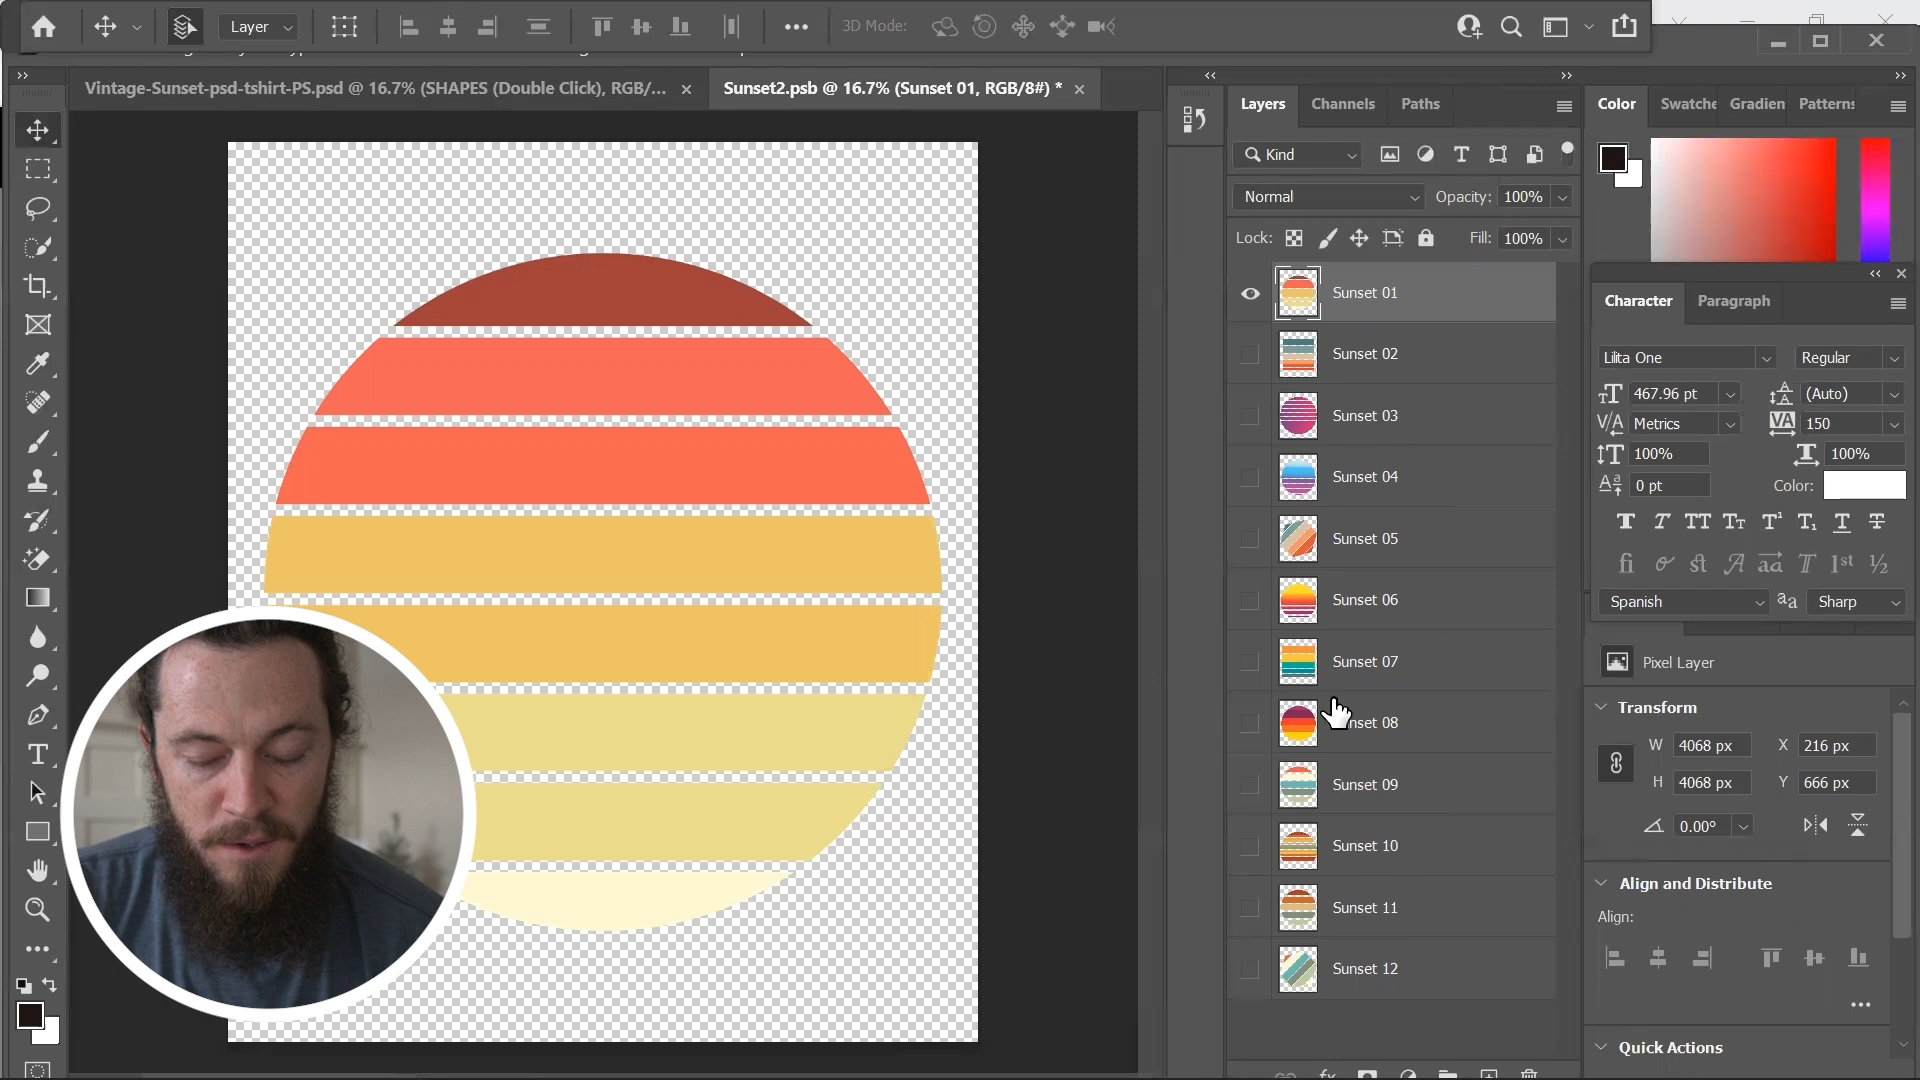 Layer
3D Mode:
Vintage-Sunset-psd-tshirt-PS.psd @ 16.7% (SHAPES (Double Click), RGB/...
Sunset2.psb @ 16.7% (Sunset 01, RGB/8#) *
Layers
Channels
Paths
Kind
Normal
Opacity: 100%
Lock:
Fill: 100%
Sunset 01
Sunset 02
Sunset 03
Sunset 04
Sunset 05
Sunset 06
Sunset 07
nset 08
Sunset 09
Sunset 10
Sunset 11
Sunset 12
Color
Swatche
Gradien
Patterns
Character
Paragraph
Lilita One
Regular
467.96 pt
(Auto)
Metrics
150
100%
100%
0 pt
Color:
Spanish
Sharp
Pixel Layer
Transform
W 4068 px X 216 px
H 4068 px Y 666 px
0.00°
Align and Distribute
Align:
Quick Actions